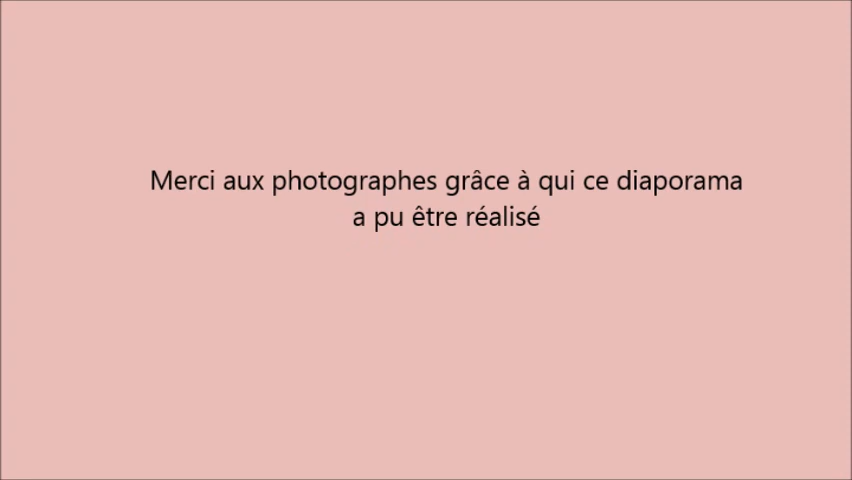 Merci aux photographes grâce à qui ce diaporama
a pu être réalisé